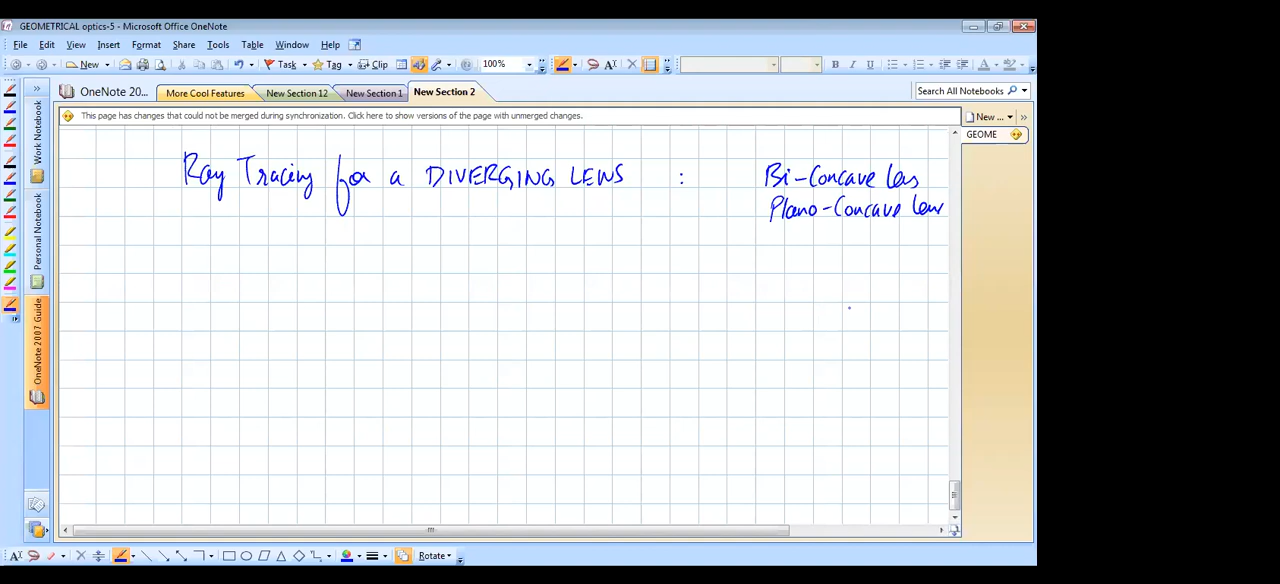 GEOMETRICAL optics-5 - Microsoft Office OneNote
File Edit View Insert Format Share Tools Table Window Help
New Task Tag Clip 100% B I U A
OneNote 20... More Cool Features New Section 12 New Section 1 New Section 2 Search All Notebooks
This page has changes that could not be merged during synchronization. Click here to show versions of the page with unmerged changes. New ...
GEOME
Work Notebook
Personal Notebook
OneNote 2007 Guide
Ray Tracing for a DIVERGING LENS : Bi-Concave lens
Plano-Concave lens
Rotate